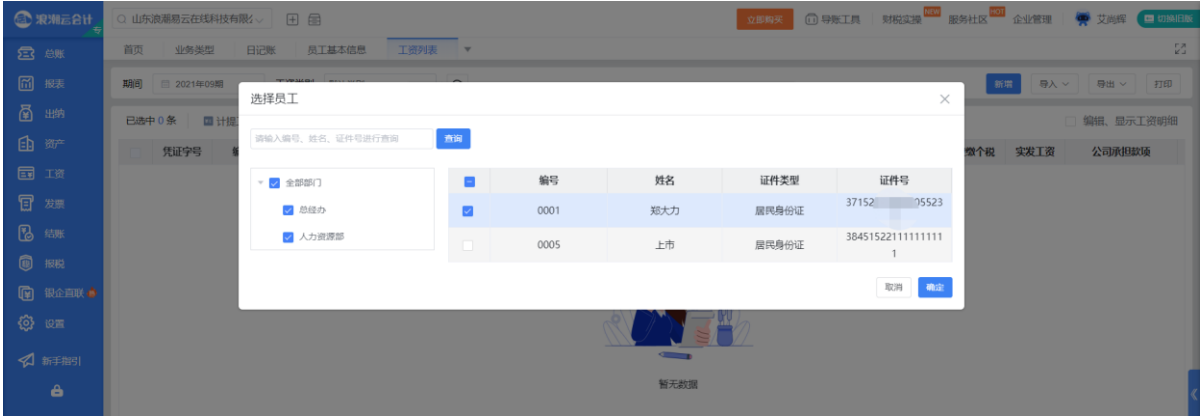 浪潮云会计
专
山东浪潮易云在线科技有限
立即购买
导账工具
财税实操
NEW
服务社区
HOT
企业管理
艾尚辉
切换旧版
总账
报表
出纳
资产
工资
发票
结账
报税
银企直联
设置
新手指引
首页
业务类型
日记账
员工基本信息
工资列表
期间
2021年09期
新增
导入
导出
打印
已选中 0 条
计提
编辑、显示工资明细
凭证字号
缴个税
实发工资
公司承担款项
选择员工
请输入编号、姓名、证件号进行查询
查询
全部部门
总经办
人力资源部
编号
姓名
证件类型
证件号
0001
郑大力
居民身份证
37152
05523
0005
上市
居民身份证
38451522111111111
1
取消
确定
暂无数据